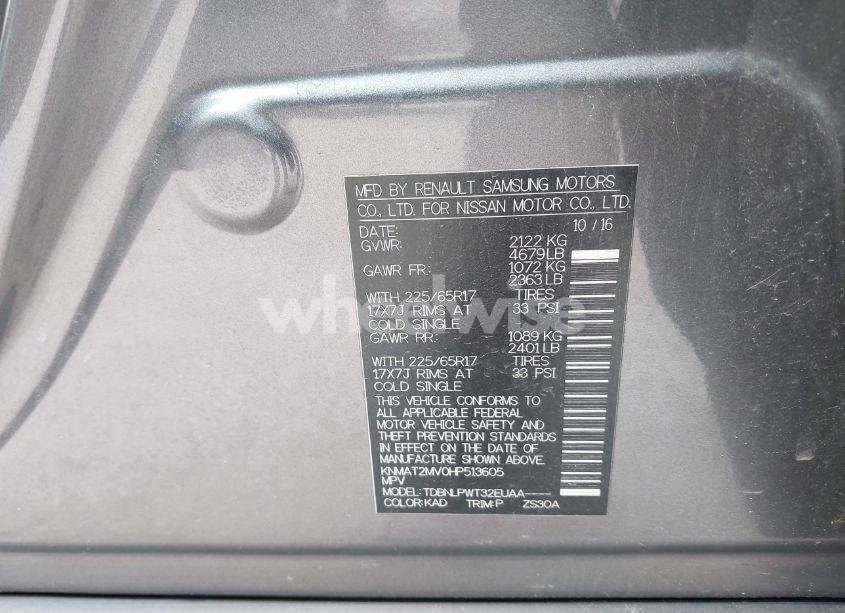 MFD BY RENAULT SAMSUNG MOTORS
CO., LTD. FOR NISSAN MOTOR CO., LTD.
DATE: 10 / 16
GVWR: 2122 KG
4679LB
GAWR FR: 1072 KG
2363LB
WITH 225/65R17 TIRES
17X7J RIMS AT 33 PSI
COLD SINGLE
GAWR RR: 1089 KG
2401LB
WITH 225/65R17 TIRES
17X7J RIMS AT 33 PSI
COLD SINGLE
THIS VEHICLE CONFORMS TO
ALL APPLICABLE FEDERAL
MOTOR VEHICLE SAFETY AND
THEFT PREVENTION STANDARDS
IN EFFECT ON THE DATE OF
MANUFACTURE SHOWN ABOVE.
KNMAT2MV0HP513605
MPV
MODEL: TDBNLPWT32EUAA----
COLOR:KAD TRIM:P ZS30A
wheelwise